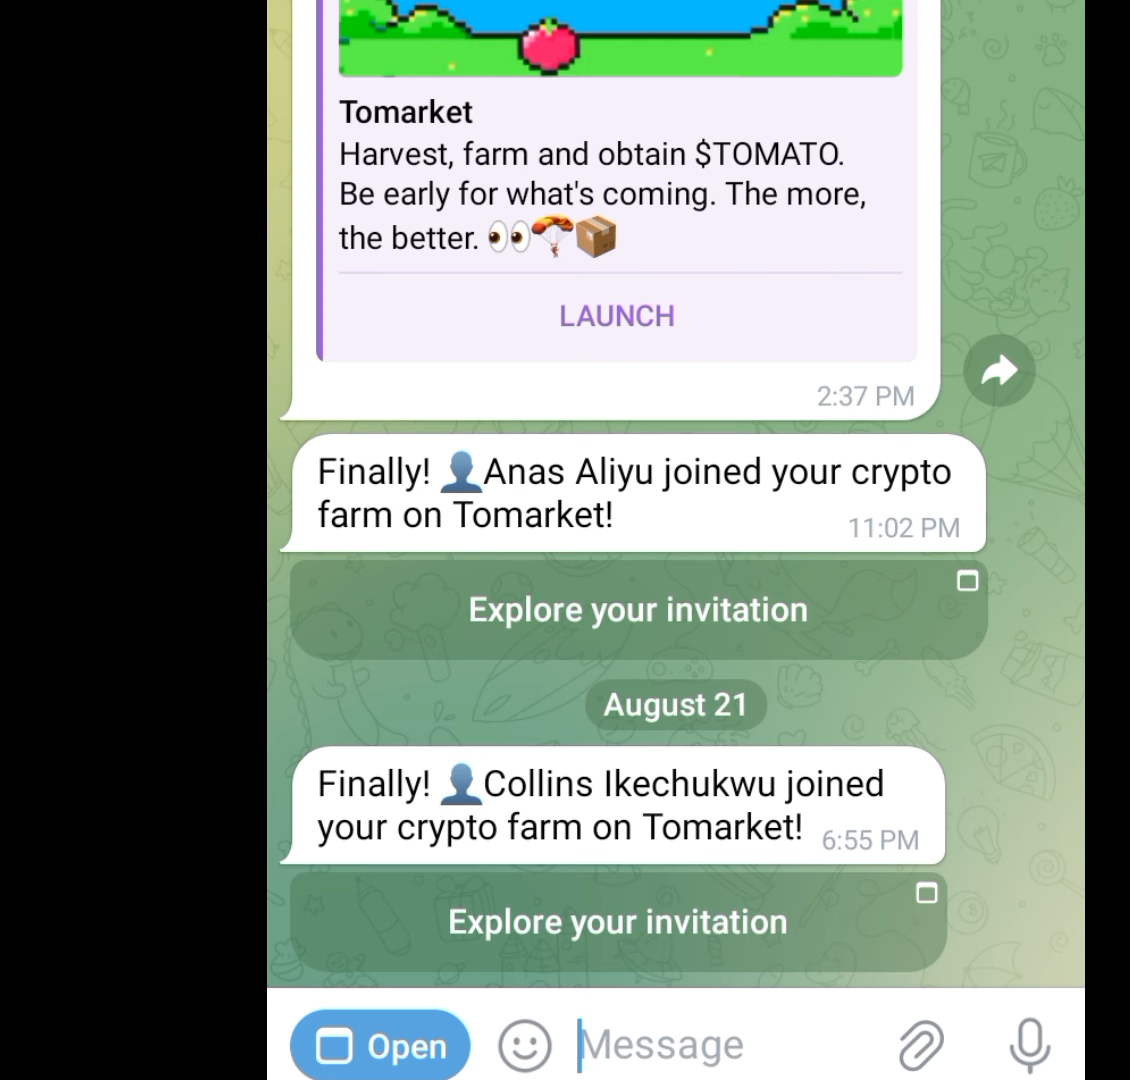 Tomarket
Harvest, farm and obtain $TOMATO.
Be early for what's coming. The more,
the better. 👀🪂📦
LAUNCH
2:37 PM
Finally! 👤Anas Aliyu joined your crypto
farm on Tomarket!
11:02 PM
Explore your invitation
August 21
Finally! 👤Collins Ikechukwu joined
your crypto farm on Tomarket!
6:55 PM
Explore your invitation
Open
Message